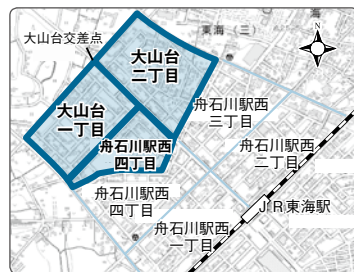 海
東海(三)
大山台交差点
大山台
二丁目
大山台
一丁目
舟石川駅西
三丁目
舟石川駅西
四丁目
舟石川駅西
二丁目
舟石川駅西
四丁目
JR東海駅
舟石川駅西
一丁目